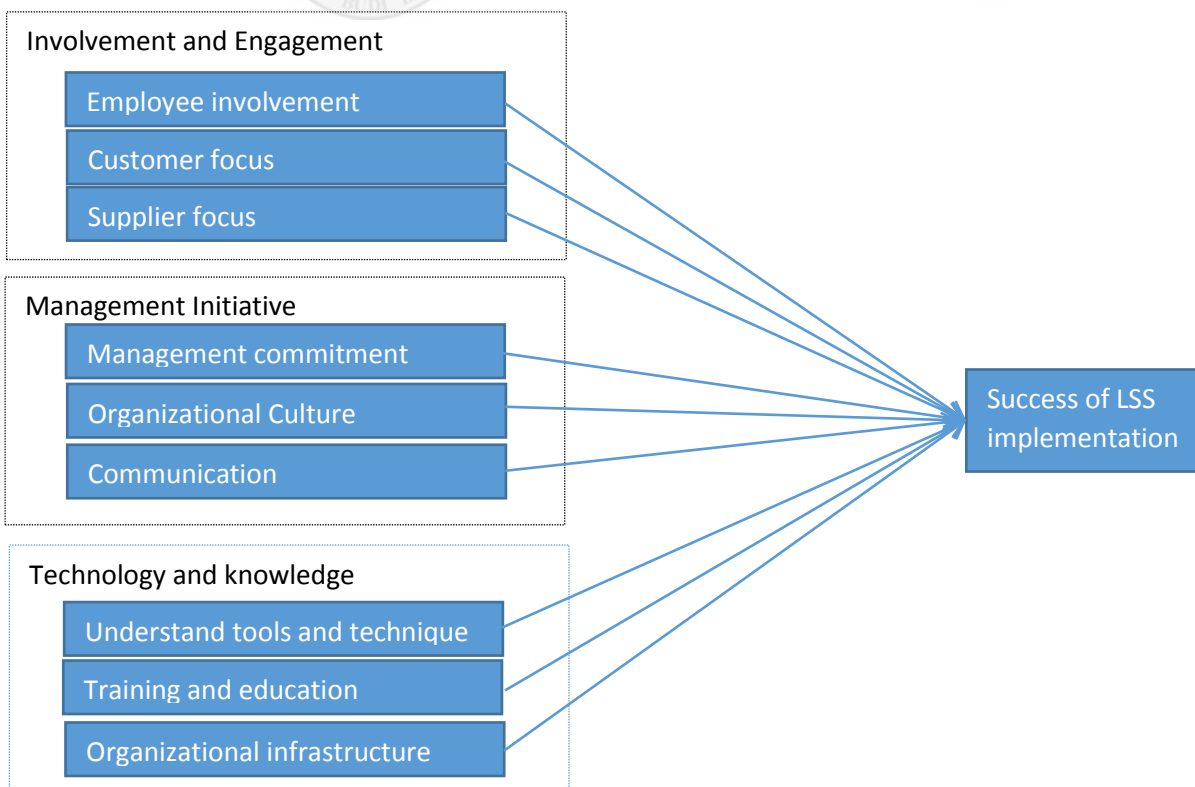 BUDI
Involvement and Engagement
Employee involvement
Customer focus
Supplier focus
Management Initiative
Management commitment
Organizational Culture
Communication
Success of LSS
implementation
Technology and knowledge
Understand tools and technique
Training and education
Organizational infrastructure